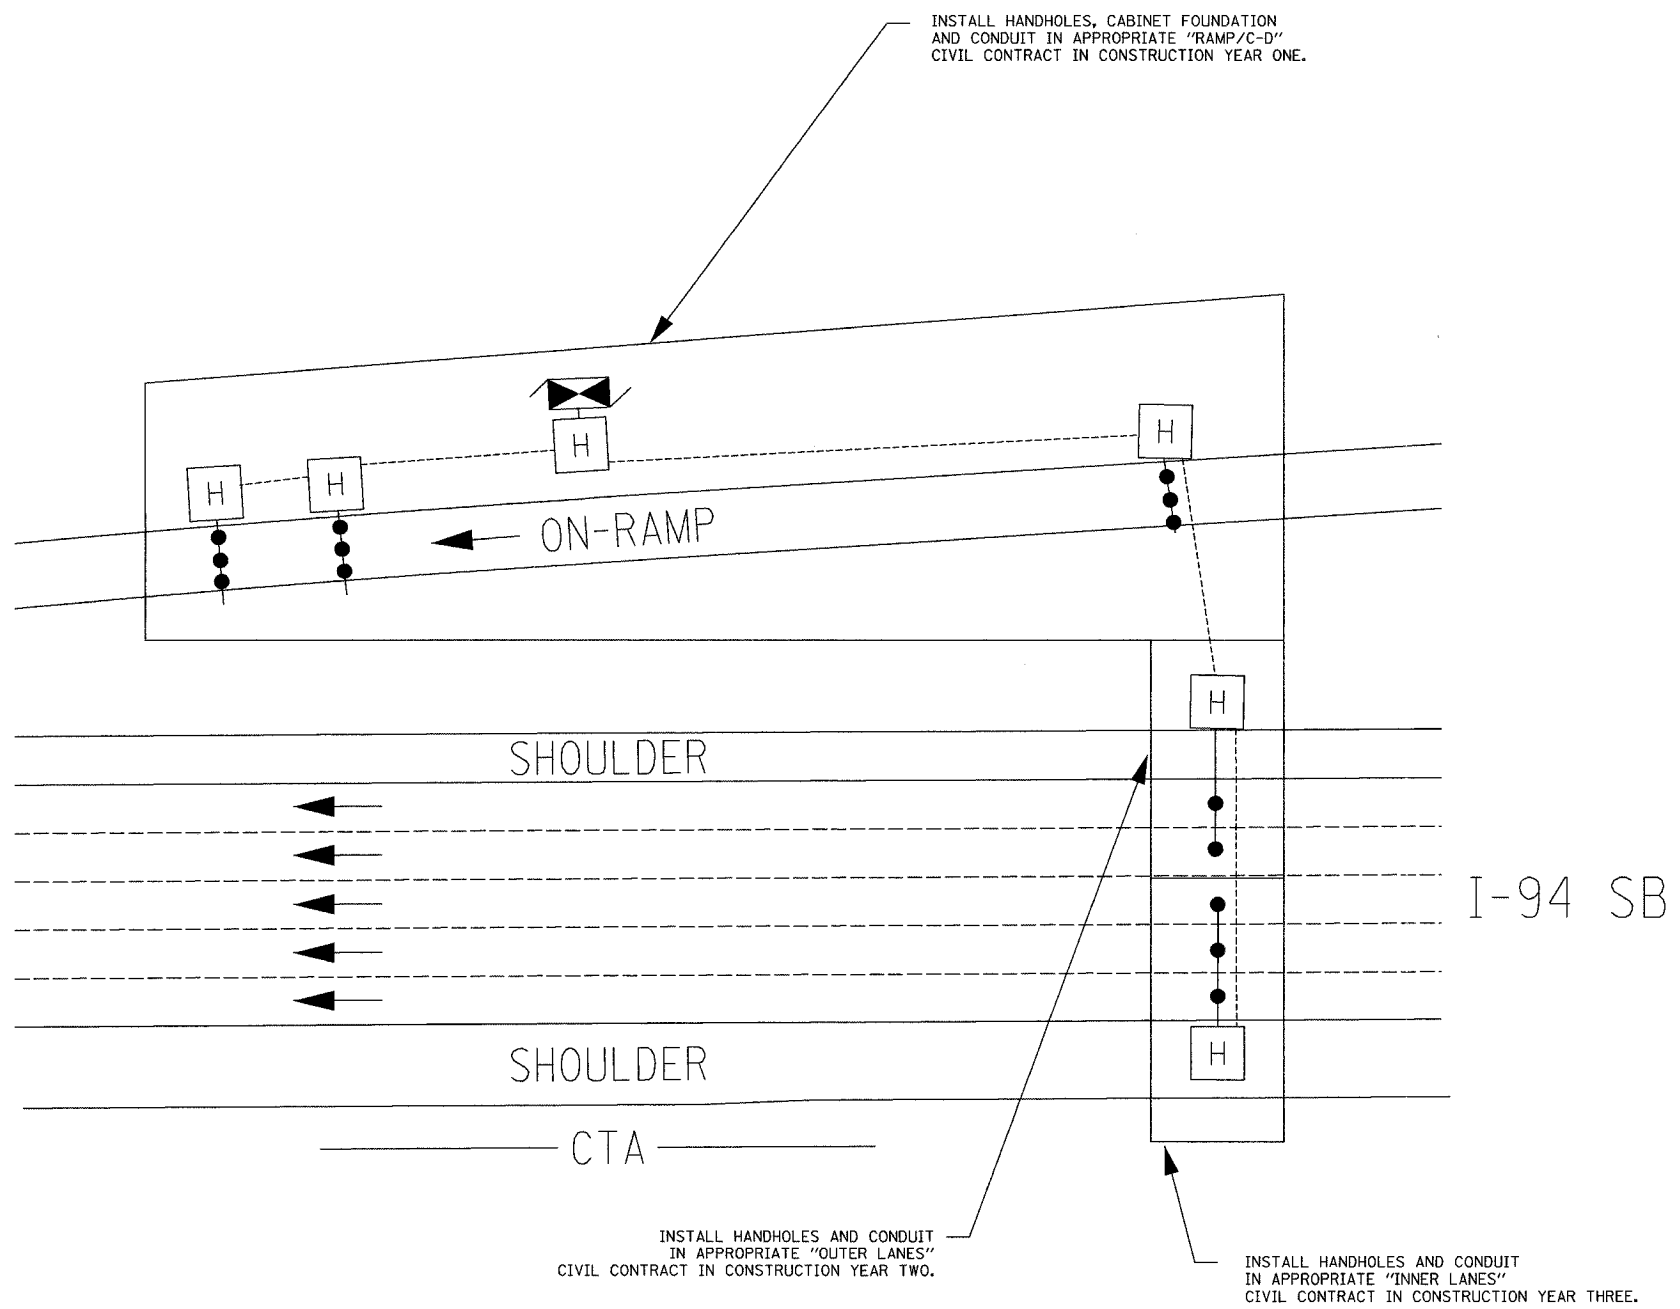 INSTALL HANDHOLES, CABINET FOUNDATION
AND CONDUIT IN APPROPRIATE "RAMP/C-D"
CIVIL CONTRACT IN CONSTRUCTION YEAR ONE.
H
H
H
H
ON-RAMP
H
SHOULDER
I-94 SB
SHOULDER
H
CTA
INSTALL HANDHOLES AND CONDUIT
IN APPROPRIATE "OUTER LANES"
CIVIL CONTRACT IN CONSTRUCTION YEAR TWO.
INSTALL HANDHOLES AND CONDUIT
IN APPROPRIATE "INNER LANES"
CIVIL CONTRACT IN CONSTRUCTION YEAR THREE.